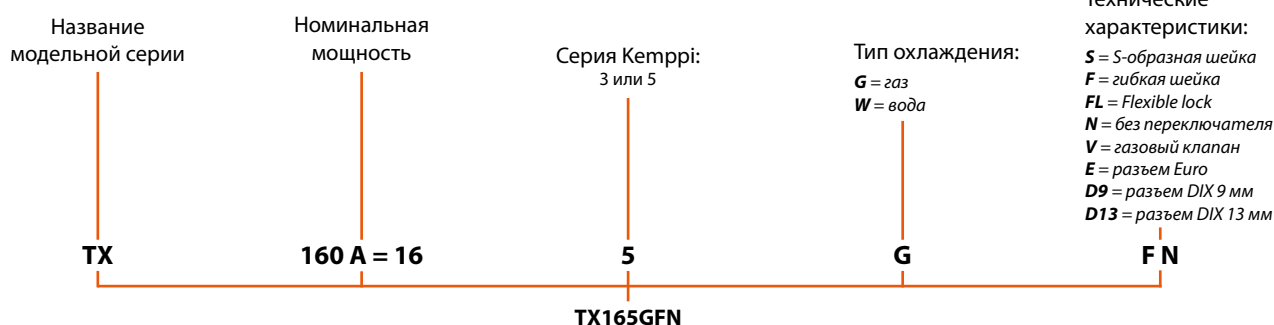 Название
модельной серии
Номинальная
мощность
Серия Kemppi:
3 или 5
Тип охлаждения:
G = газ
W = вода
Технические
характеристики:
S = S-образная шейка
F = гибкая шейка
FL = Flexible lock
N = без переключателя
V = газовый клапан
E = разъем Euro
D9 = разъем DIX 9 мм
D13 = разъем DIX 13 мм
TX
160 A = 16
5
G
F N
TX165GFN